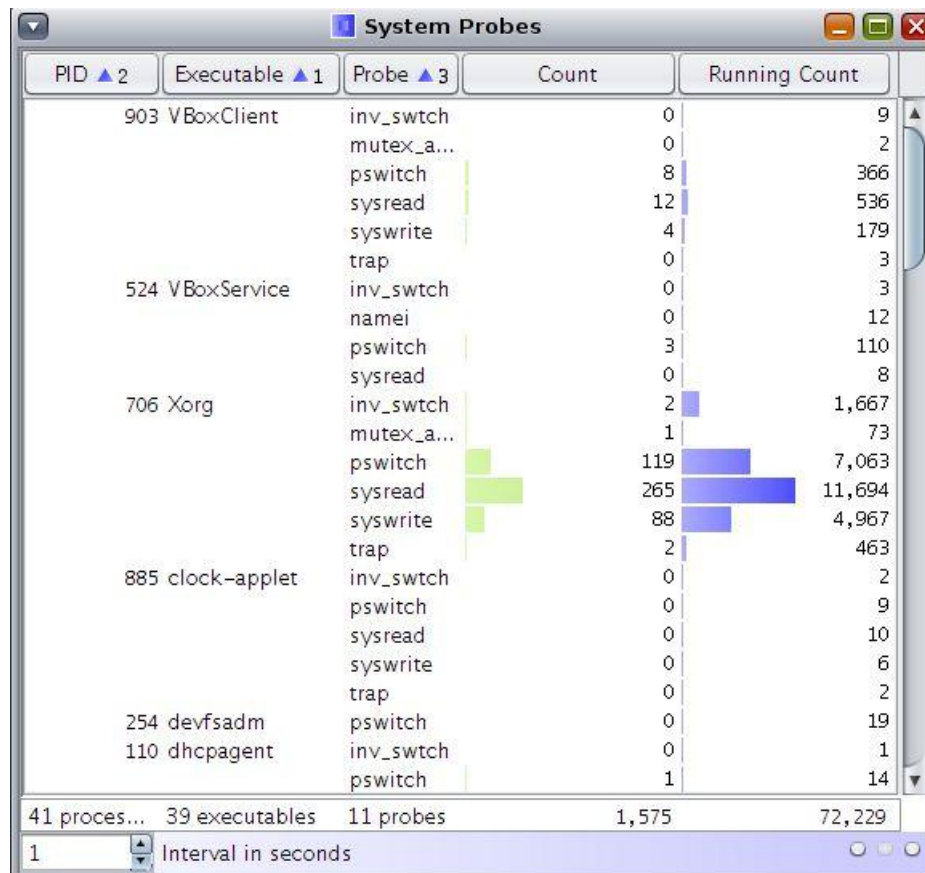 System Probes
PID ▲2 Executable ▲1 Probe ▲3 Count Running Count
903 VBoxClient inv_swtch 0 9
mutex_a... 0 2
pswitch 8 366
sysread 12 536
syswrite 4 179
trap 0 3
524 VBoxService inv_swtch 0 3
namei 0 12
pswitch 3 110
sysread 0 8
706 Xorg inv_swtch 2 1,667
mutex_a... 1 73
pswitch 119 7,063
sysread 265 11,694
syswrite 88 4,967
trap 2 463
885 clock-applet inv_swtch 0 2
pswitch 0 9
sysread 0 10
syswrite 0 6
trap 0 2
254 devfsadm pswitch 0 19
110 dhcpagent inv_swtch 0 1
pswitch 1 14
41 proces... 39 executables 11 probes 1,575 72,229
1 Interval in seconds